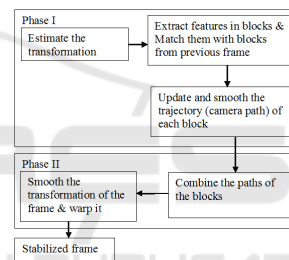 Phase I
Estimate the
transformation
Extract features in blocks &
Match them with blocks
from previous frame
Update and smooth the
trajectory (camera path) of
each block
Phase II
Combine the paths of
the blocks
Smooth the
transformation of the
frame & warp it
Stabilized frame